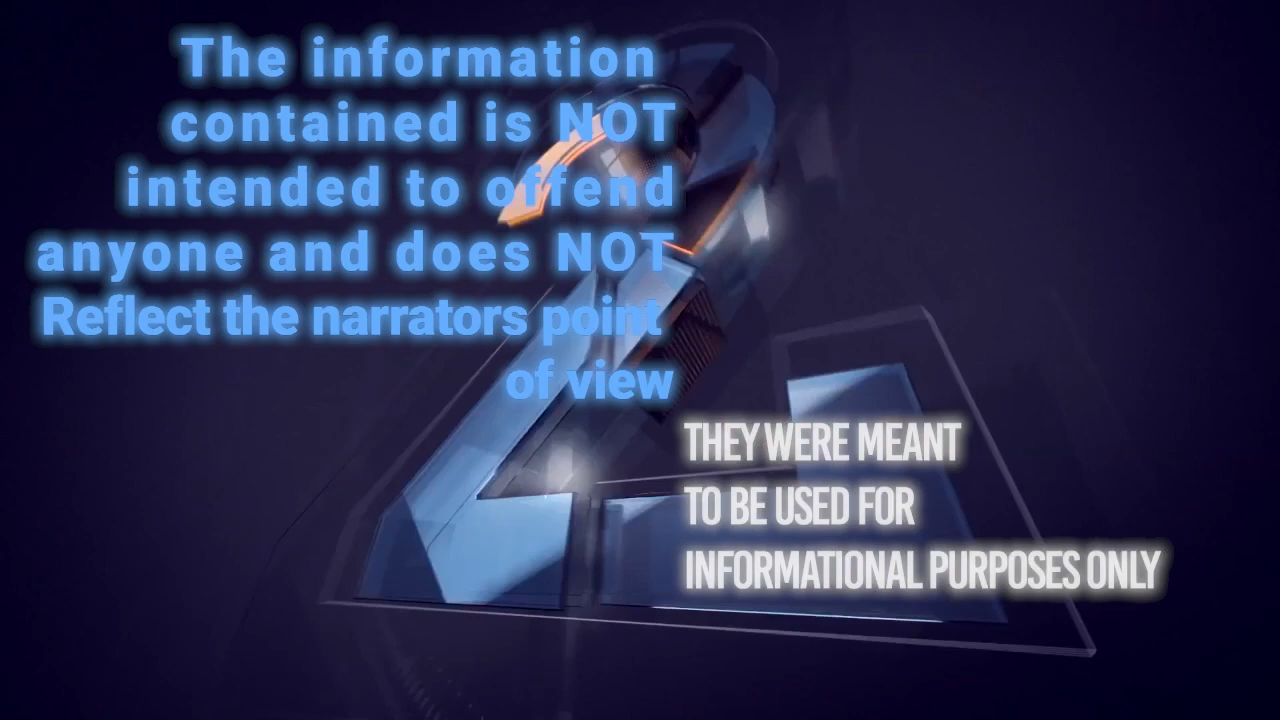 The information
contained is NOT
intended to offend
anyone and does NOT
Reflect the narrators point
of view
THEY WERE MEANT
TO BE USED FOR
INFORMATIONAL PURPOSES ONLY